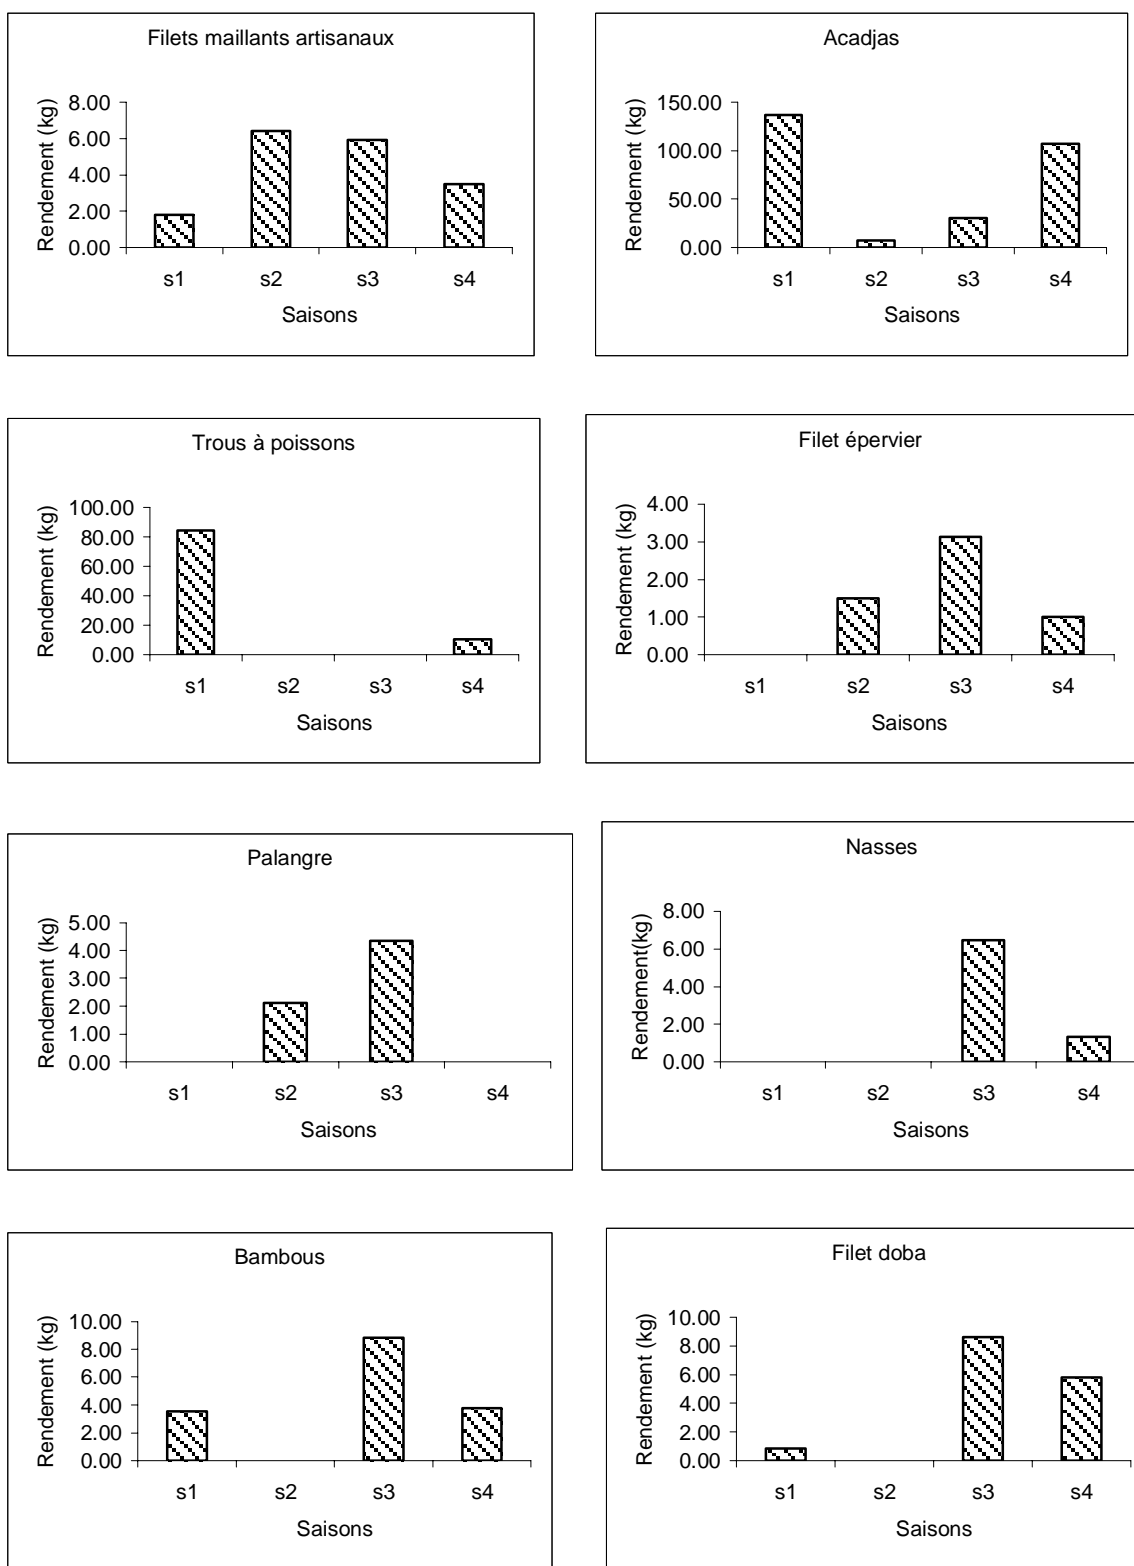 Filets maillants artisanaux
Rendement (kg)
8.00
6.00
4.00
2.00
0.00
s1 s2 s3 s4
Saisons
Acadjas
Rendement (kg)
150.00
100.00
50.00
0.00
s1 s2 s3 s4
Saisons
Trous à poissons
Rendement (kg)
100.00
80.00
60.00
40.00
20.00
0.00
s1 s2 s3 s4
Saisons
Filet épervier
Rendement (kg)
4.00
3.00
2.00
1.00
0.00
s1 s2 s3 s4
Saisons
Palangre
Rendement (kg)
5.00
4.00
3.00
2.00
1.00
0.00
s1 s2 s3 s4
Saisons
Nasses
Rendement(kg)
8.00
6.00
4.00
2.00
0.00
s1 s2 s3 s4
Saisons
Bambous
Rendement (kg)
10.00
8.00
6.00
4.00
2.00
0.00
s1 s2 s3 s4
Saisons
Filet doba
Rendement (kg)
10.00
8.00
6.00
4.00
2.00
0.00
s1 s2 s3 s4
Saisons